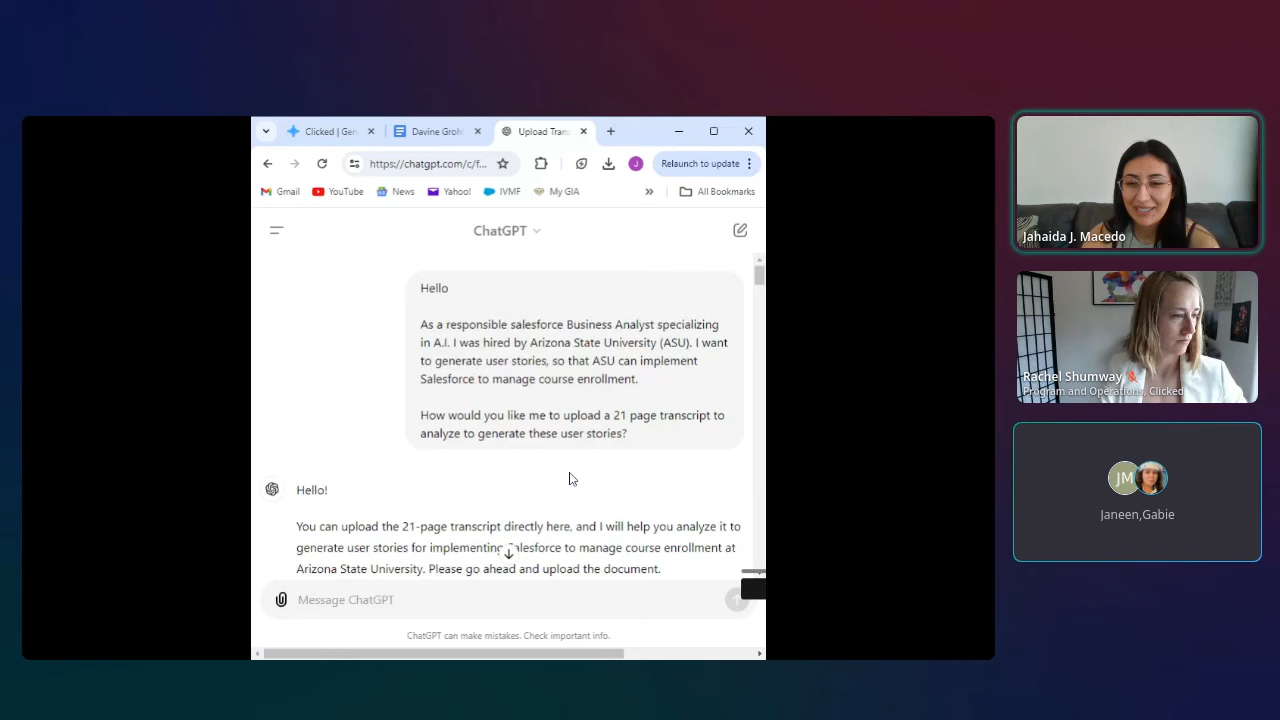 Clicked | Gen
Davine Groh
Upload Tran
https://chatgpt.com/c/f...
J
Relaunch to update
Gmail
YouTube
News
Yahoo!
IVMF
My GIA
»
All Bookmarks
ChatGPT
Hello
As a responsible salesforce Business Analyst specializing
in A.I. I was hired by Arizona State University (ASU). I want
to generate user stories, so that ASU can implement
Salesforce to manage course enrollment.
How would you like me to upload a 21 page transcript to
analyze to generate these user stories?
Hello!
You can upload the 21-page transcript directly here, and I will help you analyze it to
generate user stories for implementing Salesforce to manage course enrollment at
Arizona State University. Please go ahead and upload the document.
Message ChatGPT
ChatGPT can make mistakes. Check important info.
Jahaida J. Macedo
Rachel Shumway
Program and Operations, Clicked
JM
Janeen,Gabie